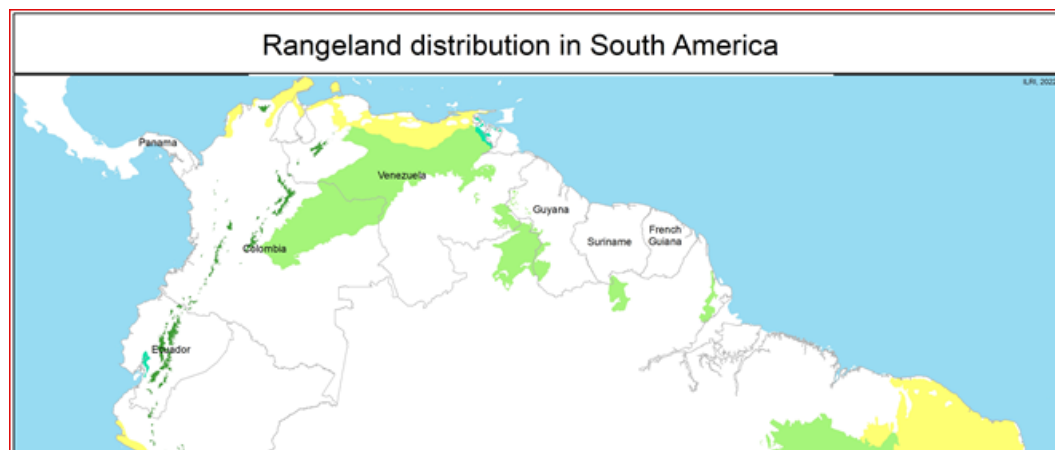 Rangeland distribution in South America
ILRI, 2022
Panama
Venezuela
Guyana
French
Guiana
Suriname
Colombia
Ecuador